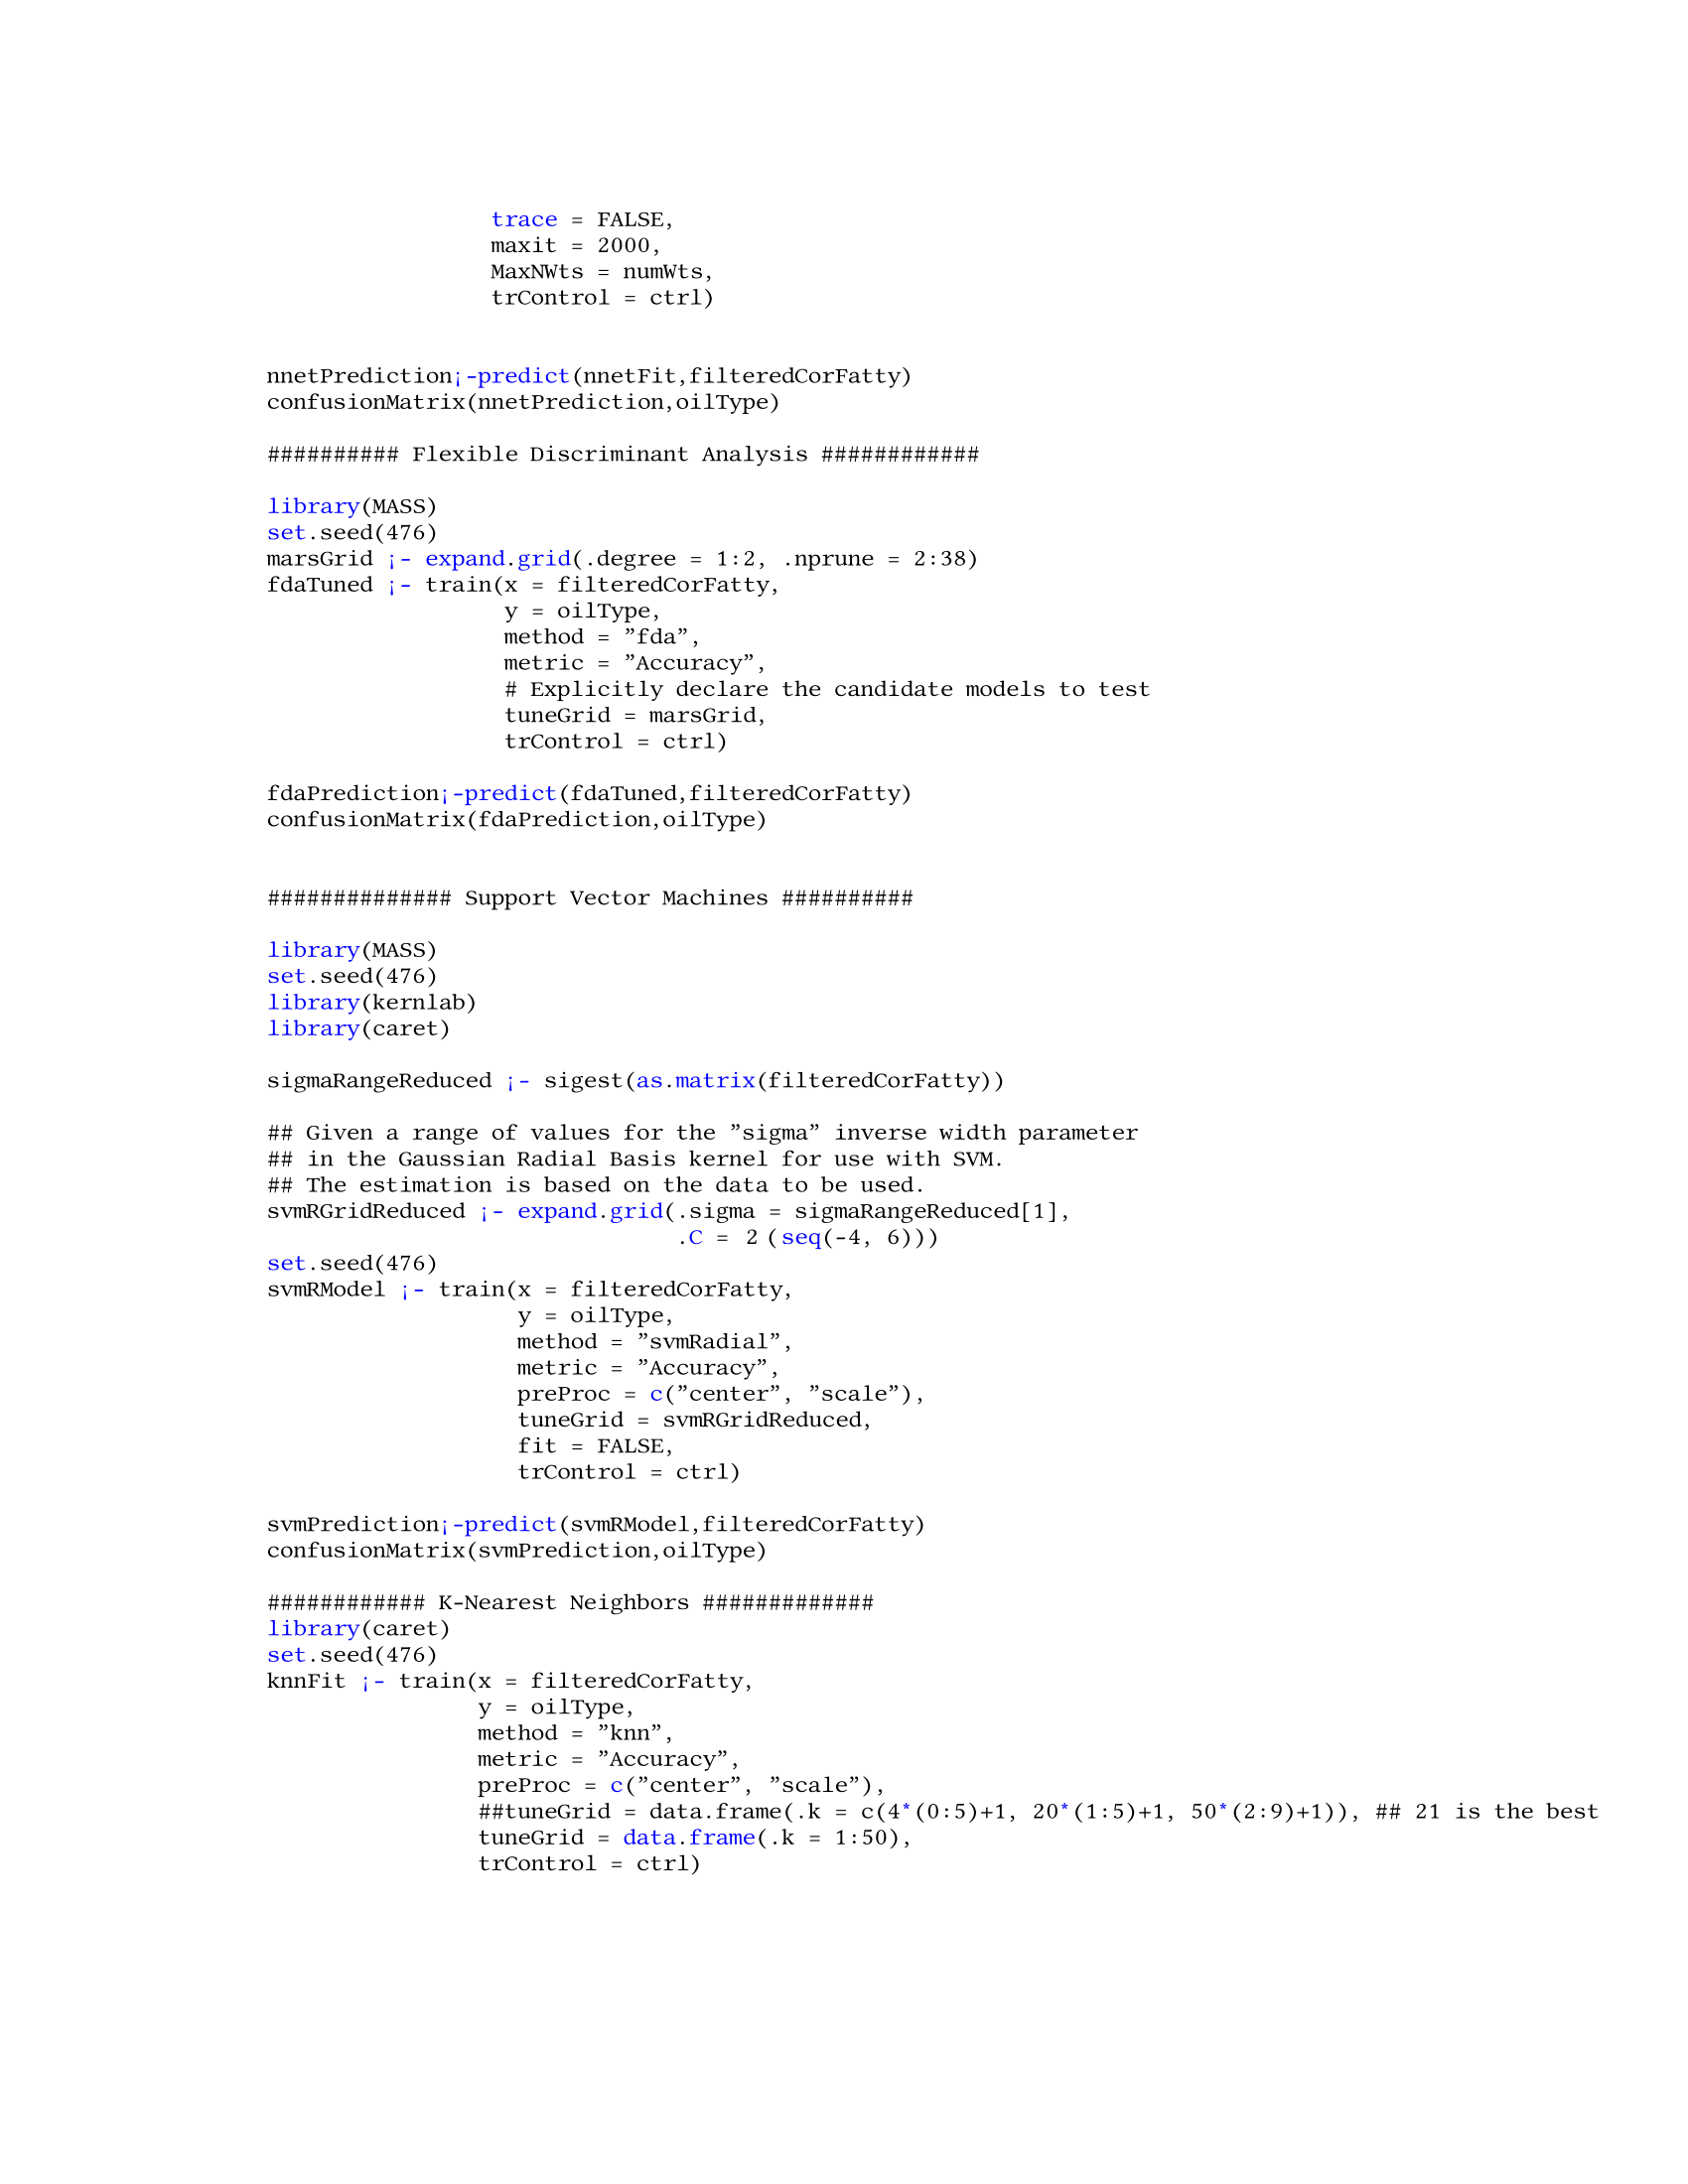 trace = FALSE,
maxit = 2000,
MaxNWts = numWts,
trControl = ctrl)
nnetPrediction¡-predict(nnetFit,filteredCorFatty)
confusionMatrix(nnetPrediction,oilType)
########## Flexible Discriminant Analysis ############
library(MASS)
set.seed(476)
marsGrid ¡- expand.grid(.degree = 1:2, .nprune = 2:38)
fdaTuned ¡- train(x = filteredCorFatty,
y = oilType,
method = ”fda”,
metric = ”Accuracy”,
# Explicitly declare the candidate models to test
tuneGrid = marsGrid,
trControl = ctrl)
fdaPrediction¡-predict(fdaTuned,filteredCorFatty)
confusionMatrix(fdaPrediction,oilType)
############## Support Vector Machines ##########
library(MASS)
set.seed(476)
library(kernlab)
library(caret)
sigmaRangeReduced ¡- sigest(as.matrix(filteredCorFatty))
## Given a range of values for the ”sigma” inverse width parameter
## in the Gaussian Radial Basis kernel for use with SVM.
## The estimation is based on the data to be used.
svmRGridReduced ¡- expand.grid(.sigma = sigmaRangeReduced[1],
.C = 2 (seq(-4, 6)))
set.seed(476)
svmRModel ¡- train(x = filteredCorFatty,
y = oilType,
method = ”svmRadial”,
metric = ”Accuracy”,
preProc = c(”center”, ”scale”),
tuneGrid = svmRGridReduced,
fit = FALSE,
trControl = ctrl)
svmPrediction¡-predict(svmRModel,filteredCorFatty)
confusionMatrix(svmPrediction,oilType)
############ K-Nearest Neighbors #############
library(caret)
set.seed(476)
knnFit ¡- train(x = filteredCorFatty,
y = oilType,
method = ”knn”,
metric = ”Accuracy”,
preProc = c(”center”, ”scale”),
##tuneGrid = data.frame(.k = c(4*(0:5)+1, 20*(1:5)+1, 50*(2:9)+1)), ## 21 is the best
tuneGrid = data.frame(.k = 1:50),
trControl = ctrl)